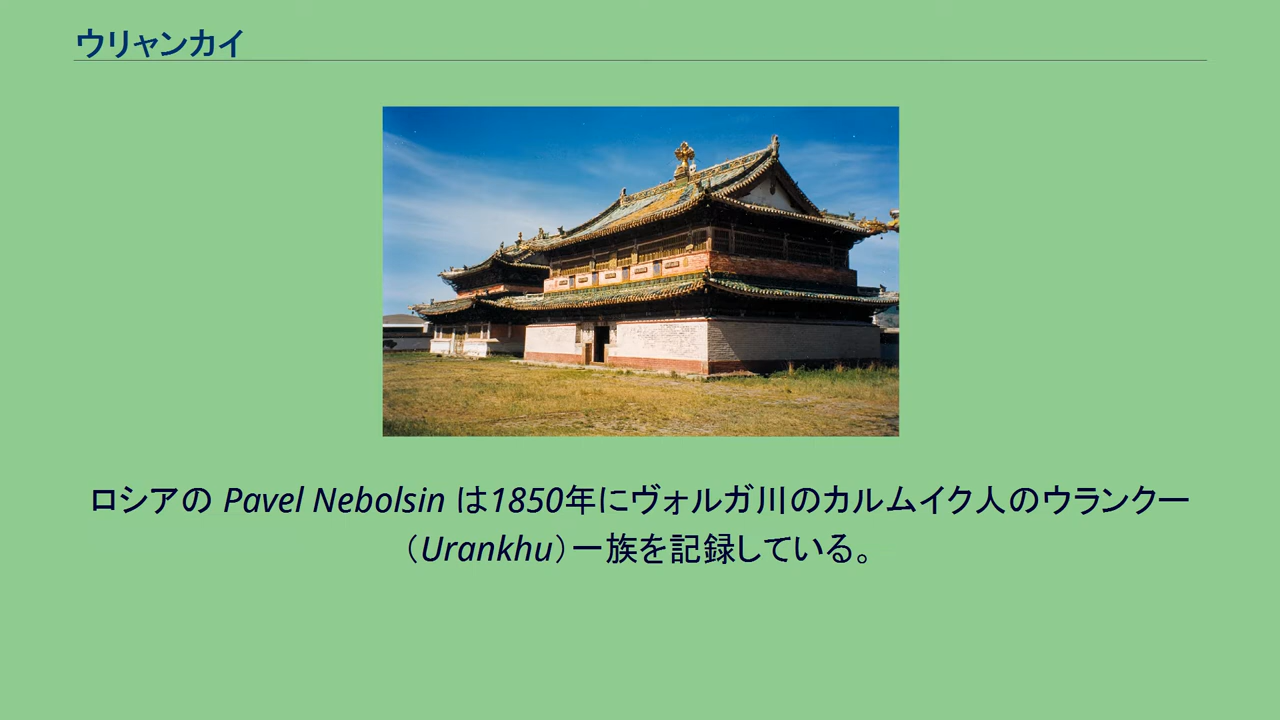 ウリャンカイ
ロシアの Pavel Nebolsin は1850年にヴォルガ川のカルムイク人のウランクー
（Urankhu）一族を記録している。